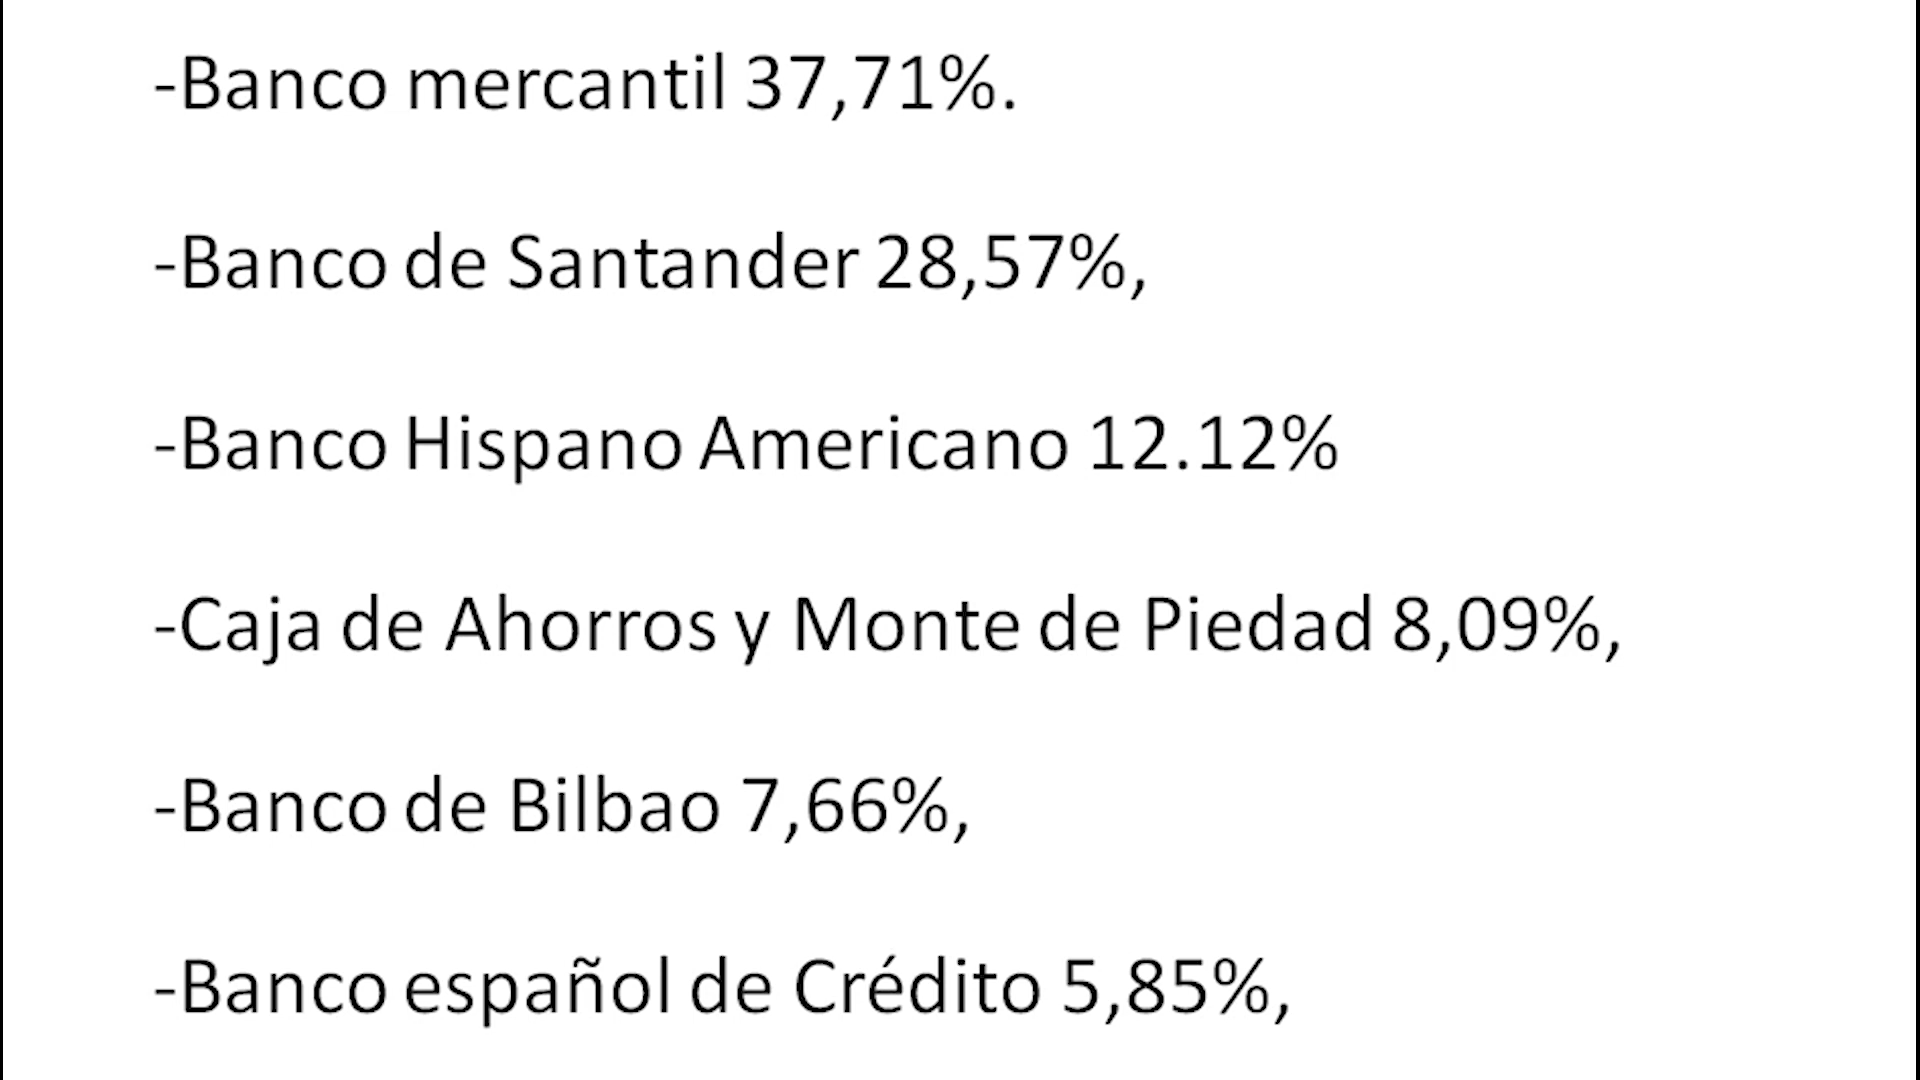 -Banco mercantil 37,71%.
-Banco de Santander 28,57%,
-Banco Hispano Americano 12.12%
-Caja de Ahorros y Monte de Piedad 8,09%,
-Banco de Bilbao 7,66%,
-Banco español de Crédito 5,85%,